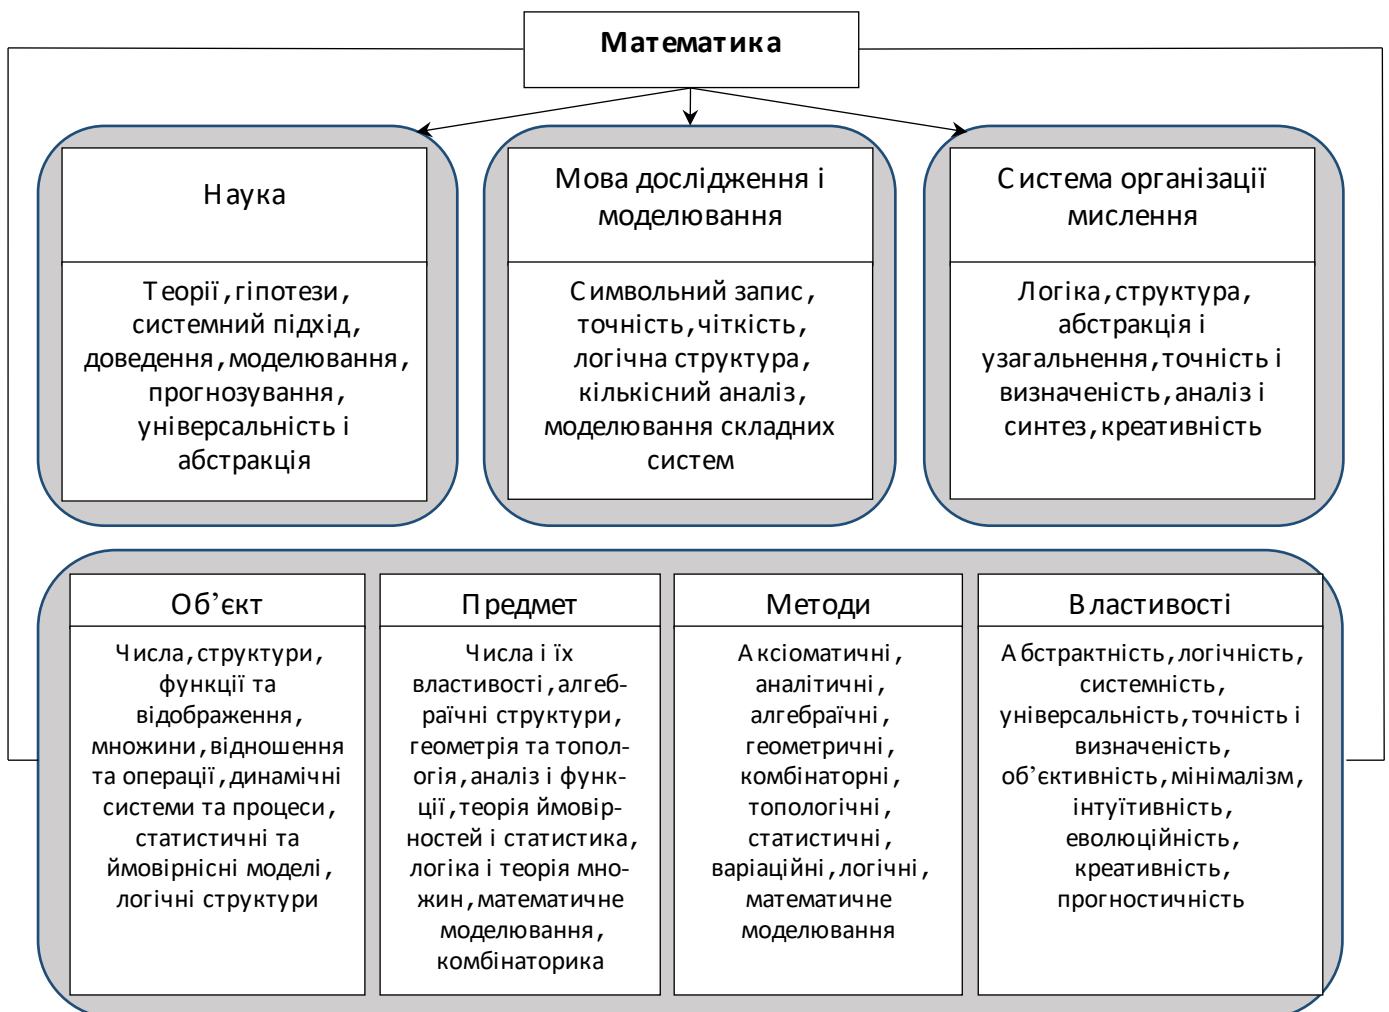 Математика
Наука
Теорії, гіпотези,
системний підхід,
доведення, моделювання,
прогнозування,
універсальність і
абстракція
Мова дослідження і
моделювання
Символьний запис,
точність, чіткість,
логічна структура,
кількісний аналіз,
моделювання складних
систем
Система організації
мислення
Логіка, структура,
абстракція і
узагальнення, точність і
визначеність, аналіз і
синтез, креативність
Об’єкт
Числа, структури,
функції та
відображення,
множини, відношення
та операції, динамічні
системи та процеси,
статистичні та
ймовірнісні моделі,
логічні структури
Предмет
Числа і їх
властивості, алгеб-
раїчні структури,
геометрія та топол-
огія, аналіз і функ-
ції, теорія ймовір-
ностей і статистика,
логіка і теорія мно-
жин, математичне
моделювання,
комбінаторика
Методи
Аксіоматичні,
аналітичні,
алгебраїчні,
геометричні,
комбінаторні,
топологічні,
статистичні,
варіаційні, логічні,
математичне
моделювання
Властивості
Абстрактність, логічність,
системність,
універсальність, точність і
визначеність,
об’єктивність, мінімалізм,
інтуїтивність,
еволюційність,
креативність,
прогностичність